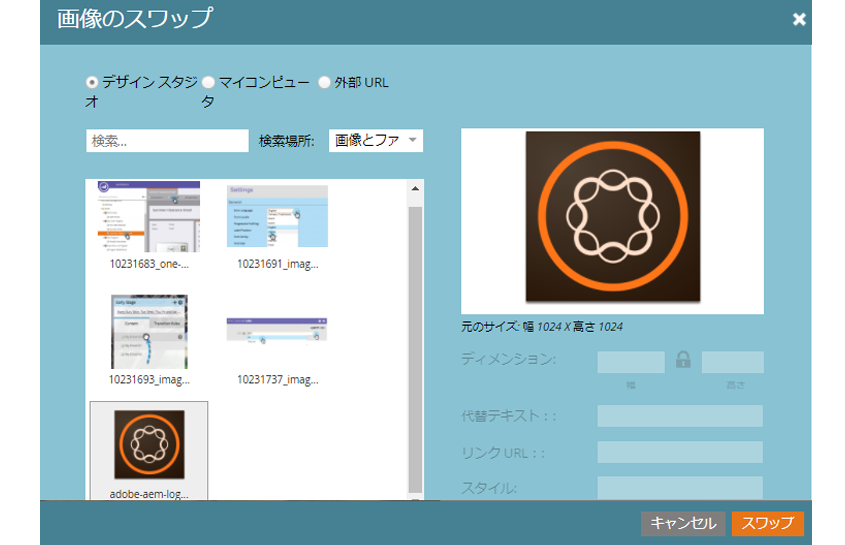 画像のスワップ
デザイン スタジオ
マイコンピュータ
外部 URL
検索...
検索場所:
画像とファ
10231683_one-...
10231691_imag...
10231693_imag...
10231737_imag...
adobe-aem-log...
元のサイズ: 幅 1024 X 高さ 1024
ディメンション:
幅
高さ
代替テキスト: :
リンク URL: :
スタイル:
キャンセル
スワップ